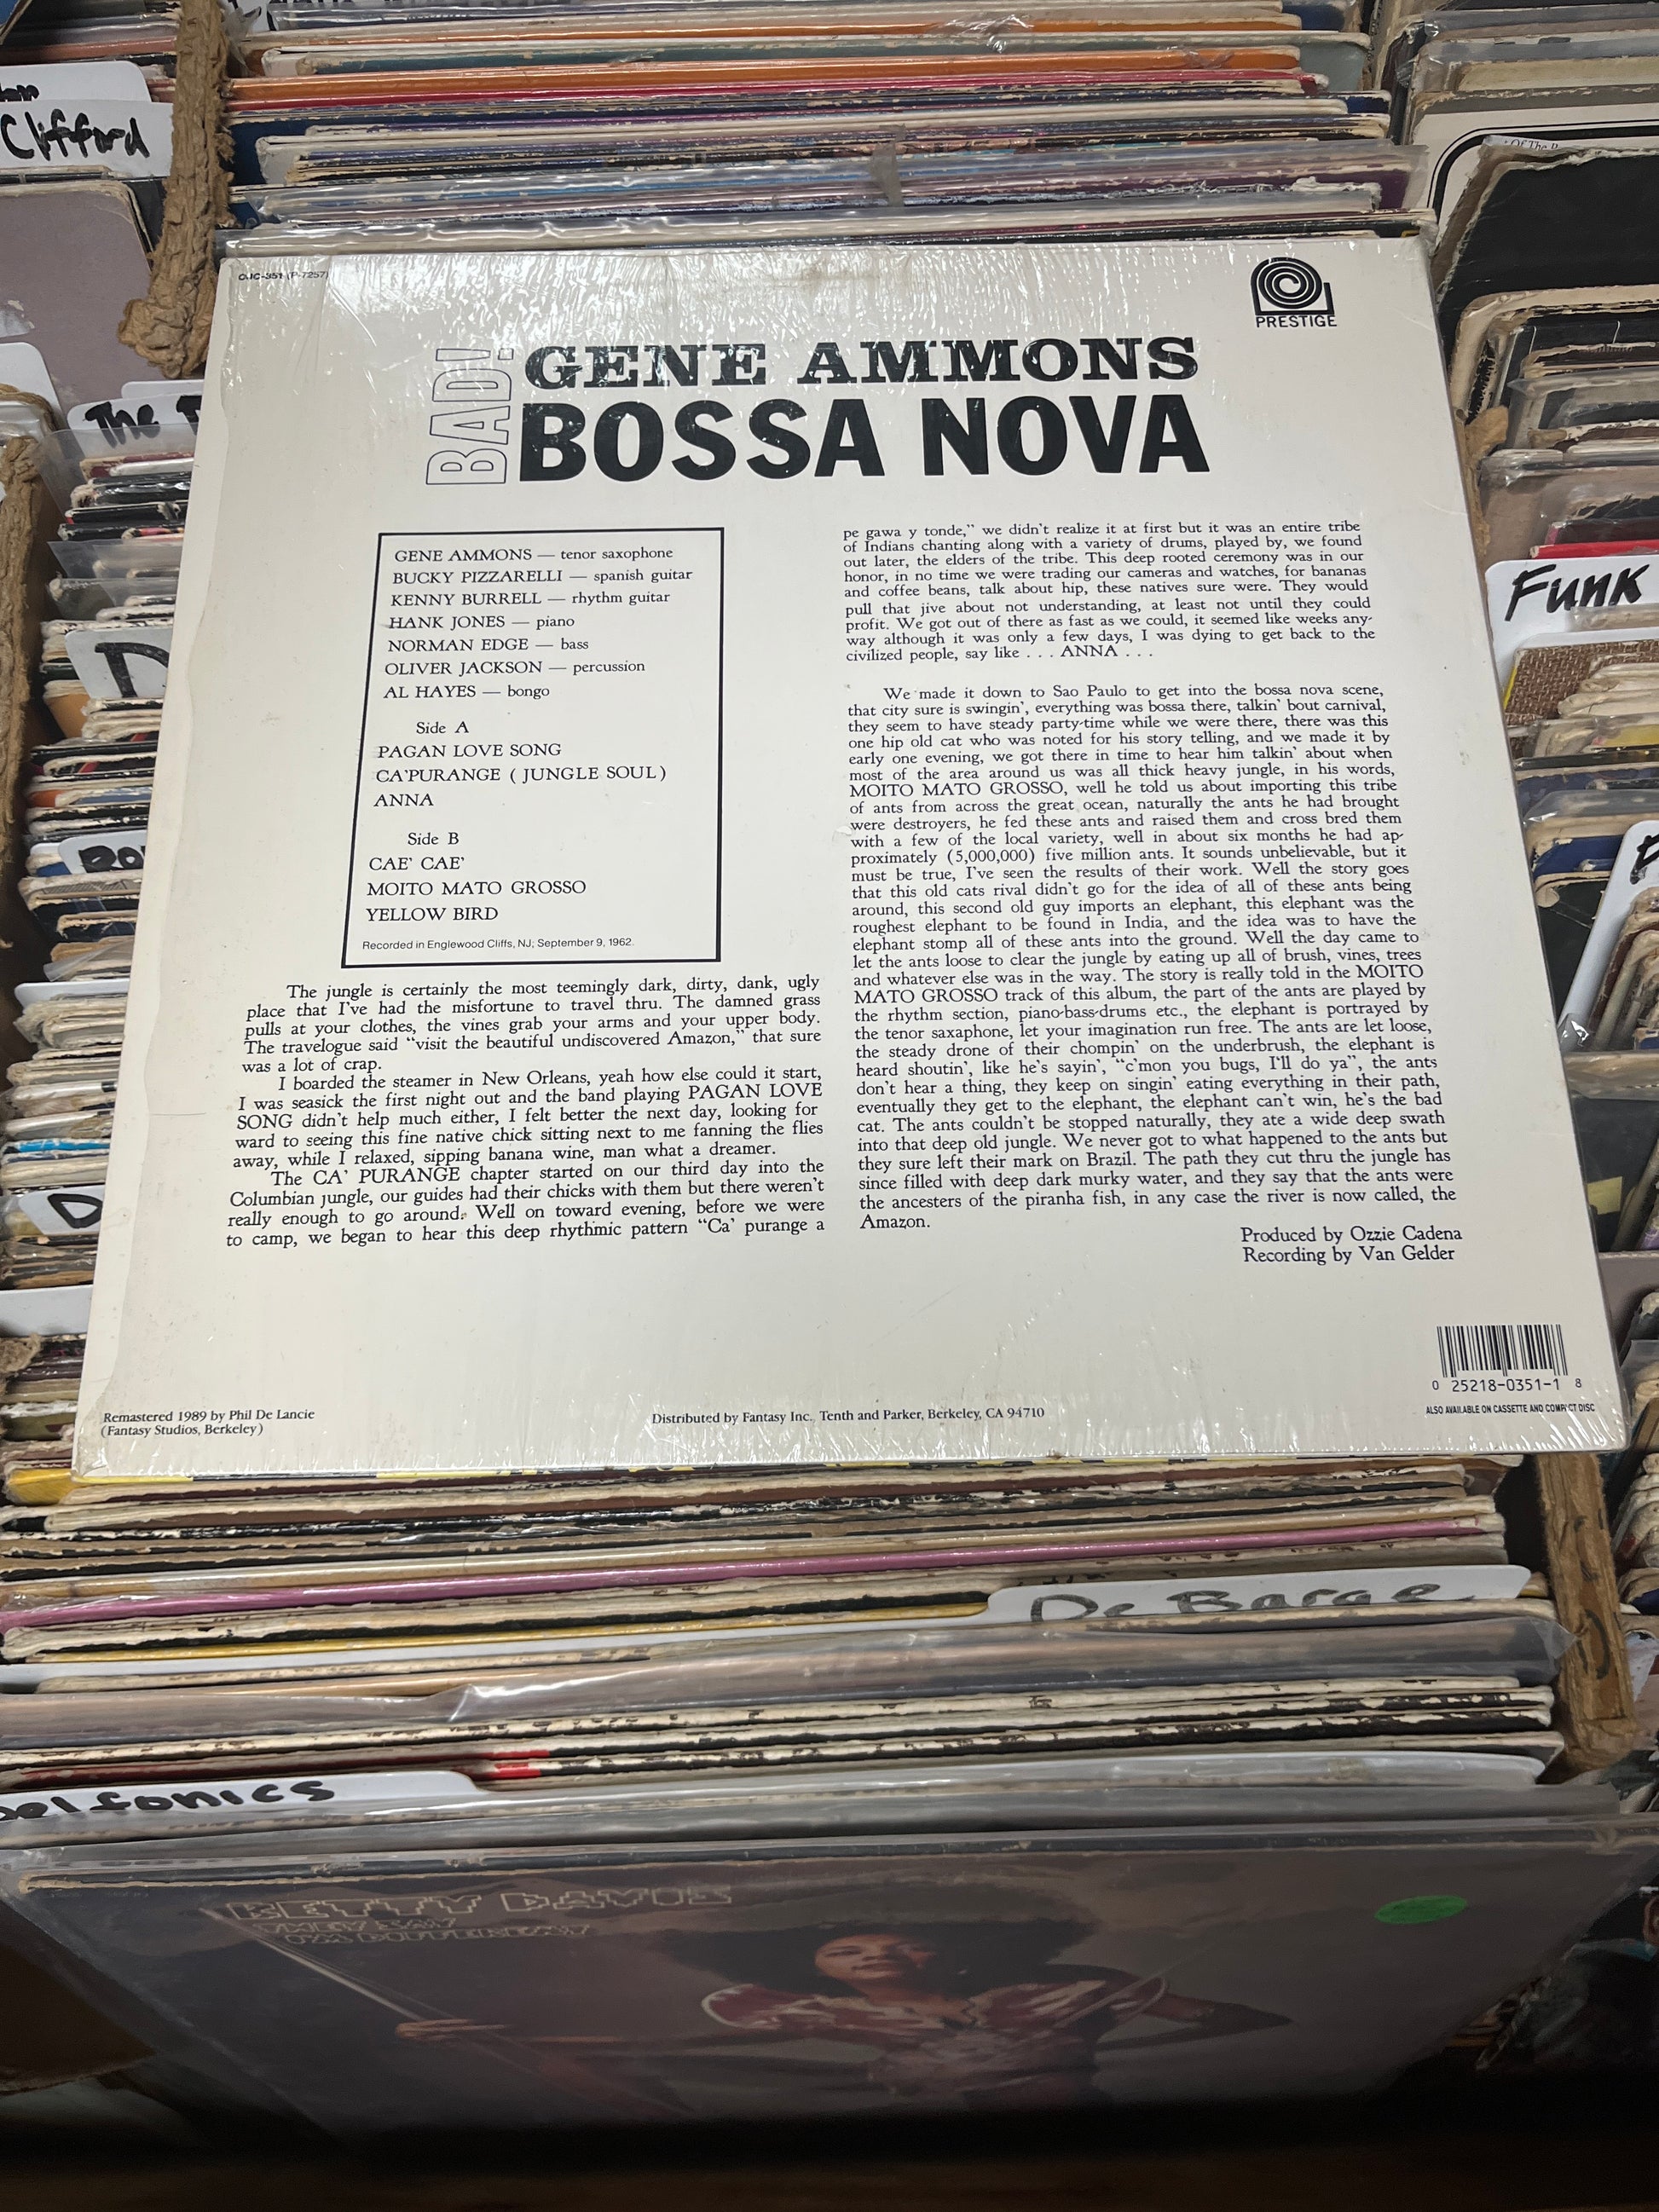 Clifford
The
D
Funk
D
OJC-351 (P-7257)
PRESTIGE
BAD!
GENE AMMONS
BOSSA NOVA
GENE AMMONS — tenor saxophone
BUCKY PIZZARELLI — spanish guitar
KENNY BURRELL — rhythm guitar
HANK JONES — piano
NORMAN EDGE — bass
OLIVER JACKSON — percussion
AL HAYES — bongo
Side A
PAGAN LOVE SONG
CA'PURANGE ( JUNGLE SOUL )
ANNA
Side B
CAE' CAE'
MOITO MATO GROSSO
YELLOW BIRD
Recorded in Englewood Cliffs, NJ; September 9, 1962.
The jungle is certainly the most teemingly dark, dirty, dank, ugly
place that I've had the misfortune to travel thru. The damned grass
pulls at your clothes, the vines grab your arms and your upper body.
The travelogue said "visit the beautiful undiscovered Amazon," that sure
was a lot of crap.
I boarded the steamer in New Orleans, yeah how else could it start,
I was seasick the first night out and the band playing PAGAN LOVE
SONG didn't help much either, I felt better the next day, looking for
ward to seeing this fine native chick sitting next to me fanning the flies
away, while I relaxed, sipping banana wine, man what a dreamer.
The CA' PURANGE chapter started on our third day into the
Columbian jungle, our guides had their chicks with them but there weren't
really enough to go around. Well on toward evening, before we were
to camp, we began to hear this deep rhythmic pattern "Ca' purange a
pe gawa y tonde," we didn't realize it at first but it was an entire tribe
of Indians chanting along with a variety of drums, played by, we found
out later, the elders of the tribe. This deep rooted ceremony was in our
honor, in no time we were trading our cameras and watches, for bananas
and coffee beans, talk about hip, these natives sure were. They would
pull that jive about not understanding, at least not until they could
profit. We got out of there as fast as we could, it seemed like weeks any-
way although it was only a few days, I was dying to get back to the
civilized people, say like . . . ANNA . . .
We made it down to Sao Paulo to get into the bossa nova scene,
that city sure is swingin', everything was bossa there, talkin' bout carnival,
they seem to have steady party-time while we were there, there was this
one hip old cat who was noted for his story telling, and we made it by
early one evening, we got there in time to hear him talkin' about when
most of the area around us was all thick heavy jungle, in his words,
MOITO MATO GROSSO, well he told us about importing this tribe
of ants from across the great ocean, naturally the ants he had brought
were destroyers, he fed these ants and raised them and cross bred them
with a few of the local variety, well in about six months he had ap-
proximately (5,000,000) five million ants. It sounds unbelievable, but it
must be true, I've seen the results of their work. Well the story goes
that this old cats rival didn't go for the idea of all of these ants being
around, this second old guy imports an elephant, this elephant was the
roughest elephant to be found in India, and the idea was to have the
elephant stomp all of these ants into the ground. Well the day came to
let the ants loose to clear the jungle by eating up all of brush, vines, trees
and whatever else was in the way. The story is really told in the MOITO
MATO GROSSO track of this album, the part of the ants are played by
the rhythm section, piano-bass-drums etc., the elephant is portrayed by
the tenor saxaphone, let your imagination run free. The ants are let loose,
the steady drone of their chompin' on the underbrush, the elephant is
heard shoutin', like he's sayin', "c'mon you bugs, I'll do ya", the ants
don't hear a thing, they keep on singin' eating everything in their path,
eventually they get to the elephant, the elephant can't win, he's the bad
cat. The ants couldn't be stopped naturally, they ate a wide deep swath
into that deep old jungle. We never got to what happened to the ants but
they sure left their mark on Brazil. The path they cut thru the jungle has
since filled with deep dark murky water, and they say that the ants were
the ancesters of the piranha fish, in any case the river is now called, the
Amazon.
Produced by Ozzie Cadena
Recording by Van Gelder
0 25218-0351-1 8
ALSO AVAILABLE ON CASSETTE AND COMPACT DISC
Remastered 1989 by Phil De Lancie
(Fantasy Studios, Berkeley)
Distributed by Fantasy Inc. Tenth and Parker, Berkeley, CA 94710
De Barge
Delfonics
BETTY DAVIS
THEY SAY
I'M DIFFERENT